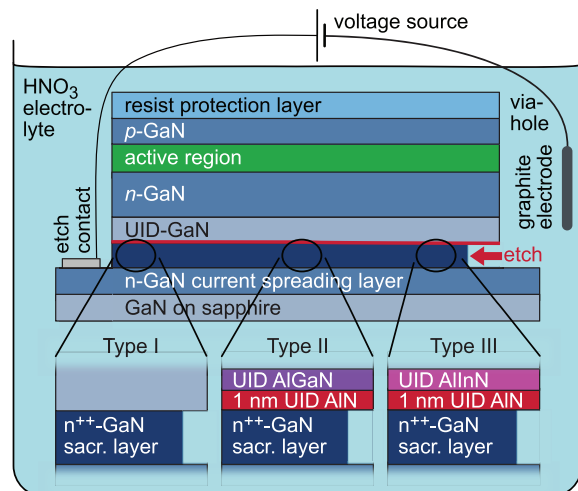 voltage source
HNO3
electro-
lyte
resist protection layer
p-GaN
active region
n-GaN
UID-GaN
via-
hole
graphite
electrode
etch
contact
etch
n-GaN current spreading layer
GaN on sapphire
Type I
Type II
Type III
UID AlGaN
1 nm UID AlN
UID AlInN
1 nm UID AlN
n++-GaN
sacr. layer
n++-GaN
sacr. layer
n++-GaN
sacr. layer